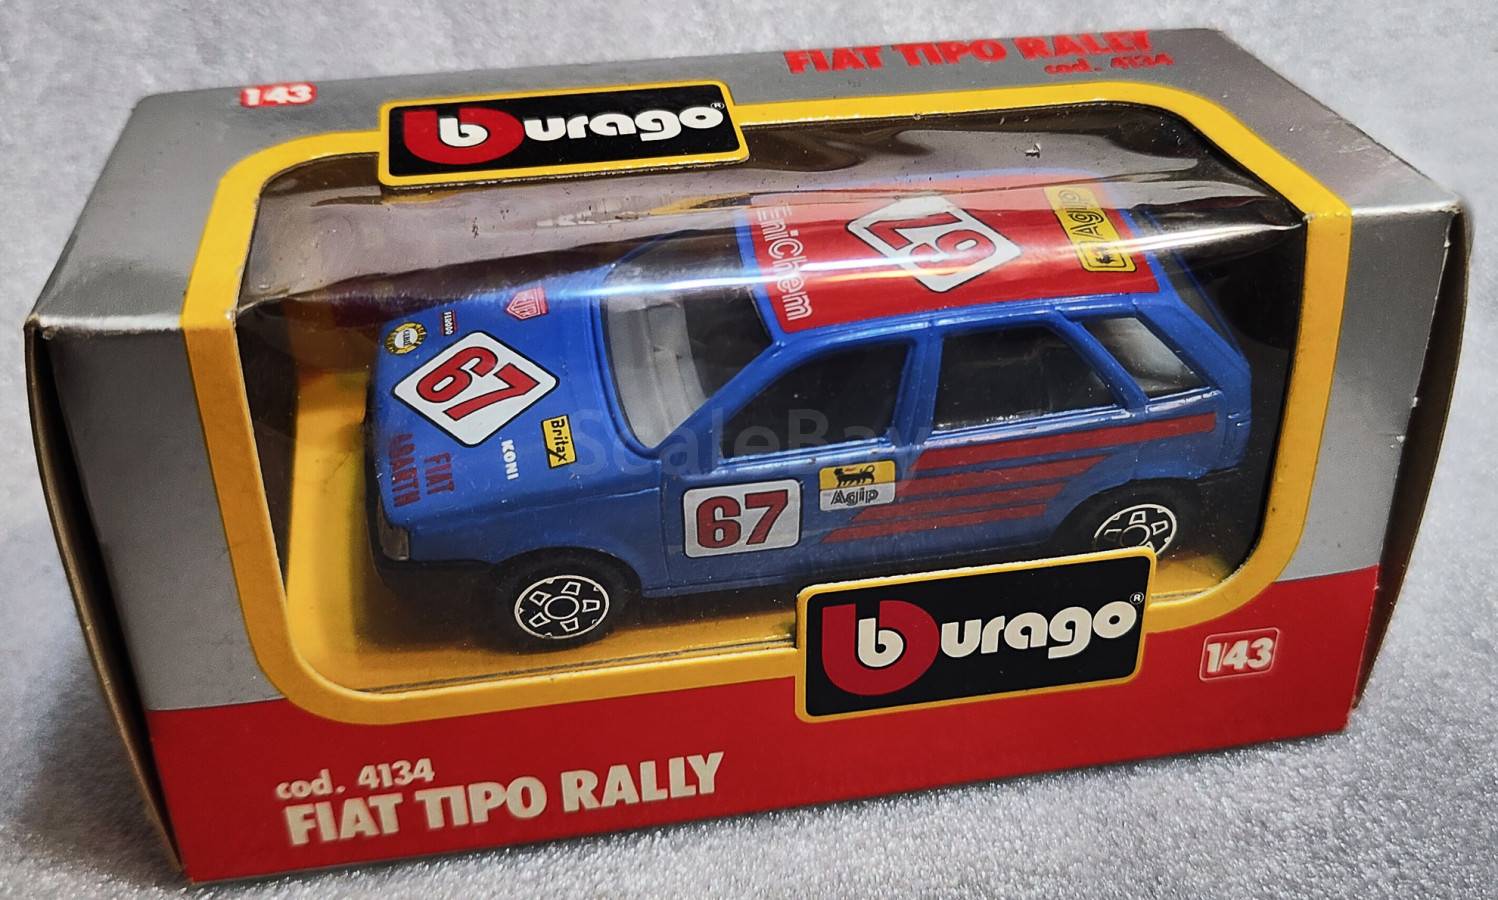 FIAT TIPO RALLY
cod. 4134
1:43
burago®
EniChem
67
Agip
67
Britax
KONI
FIAT
ABARTH
67
Agip
burago®
1:43
cod. 4134
FIAT TIPO RALLY
ScaleBay